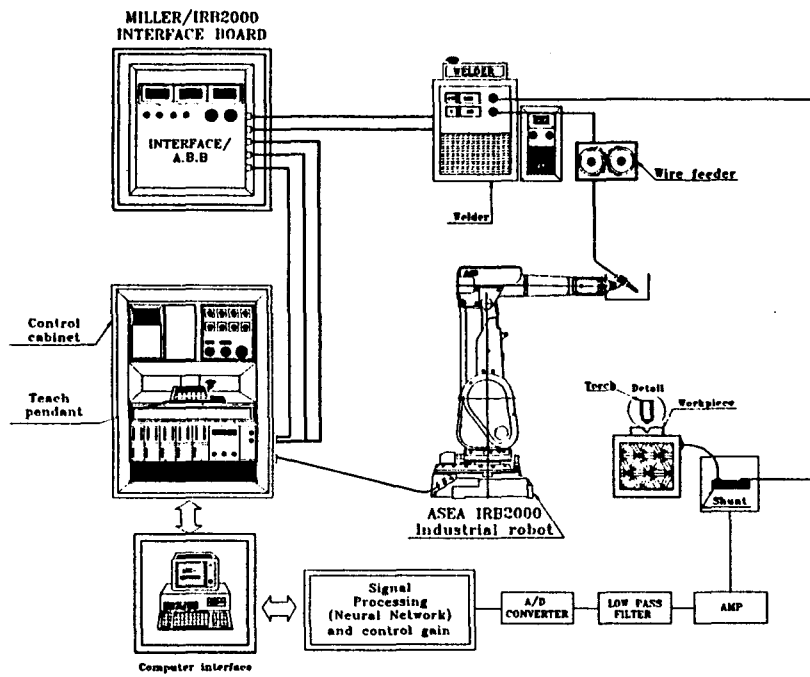 MILLER/IRB2000
INTERFACE BOARD
WELDER
INTERFACE/
A.B.B
Wire feeder
Welder
Control
cabinet
Teach
pendant
Torch
Detail
Workpiece
Shunt
ASEA IRB2000
Industrial robot
Signal
Processing
(Neural Network)
and control gain
A/D
CONVERTER
LOW PASS
FILTER
AMP
Computer interface